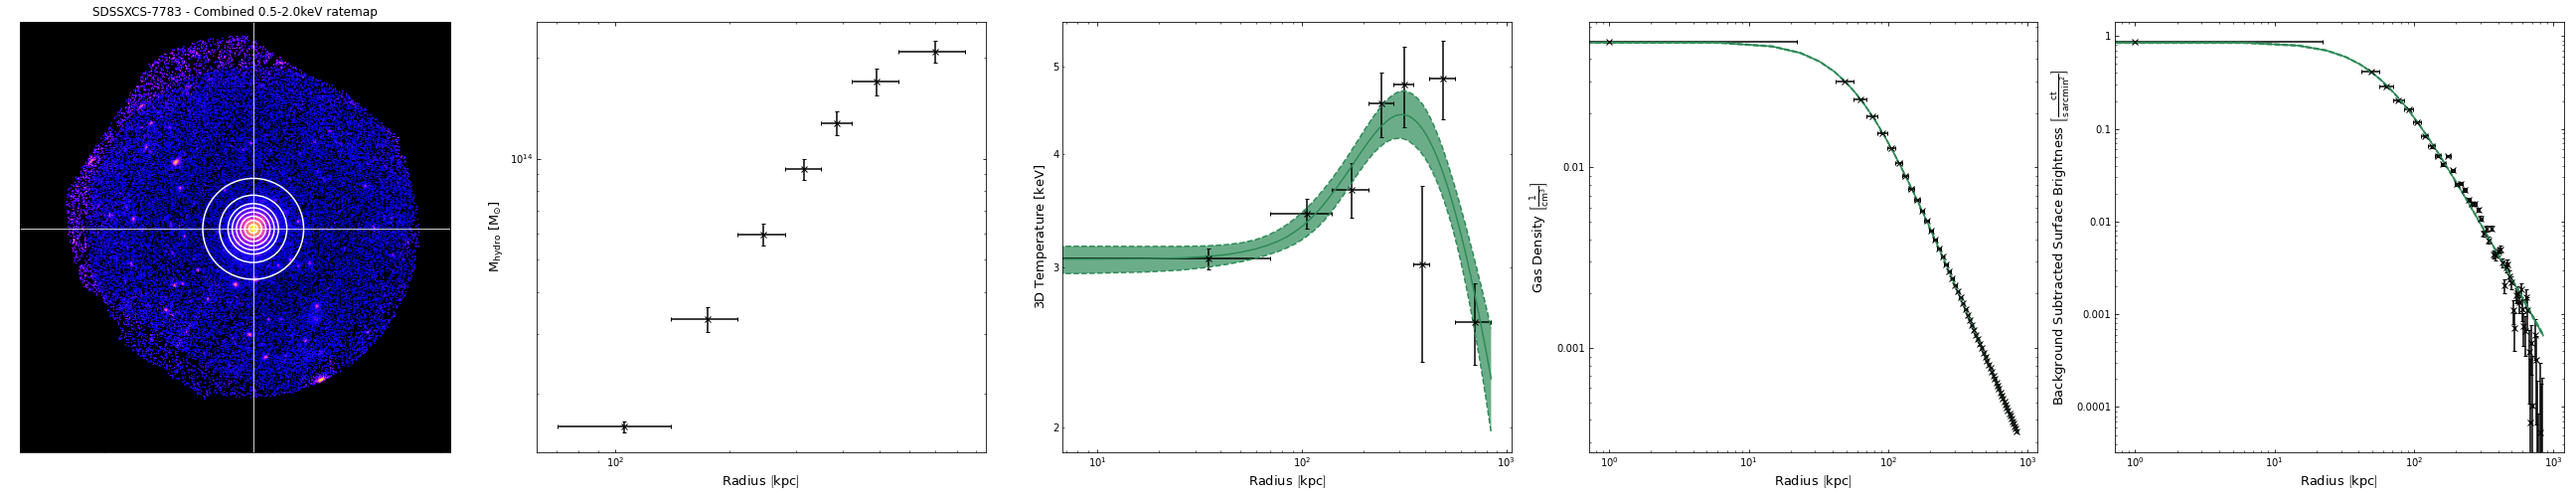 SDSSXCS-7783 - Combined 0.5-2.0keV ratemap
M_hydro [M_⊙]
10^14
10^2
Radius [kpc]
3D Temperature [keV]
5
4
3
2
10^1
10^2
10^3
Radius [kpc]
Gas Density [1/cm^3]
0.01
0.001
10^0
10^1
10^2
10^3
Radius [kpc]
Background Subtracted Surface Brightness [ct/sarcmin^2]
1
0.1
0.01
0.001
0.0001
10^0
10^1
10^2
10^3
Radius [kpc]